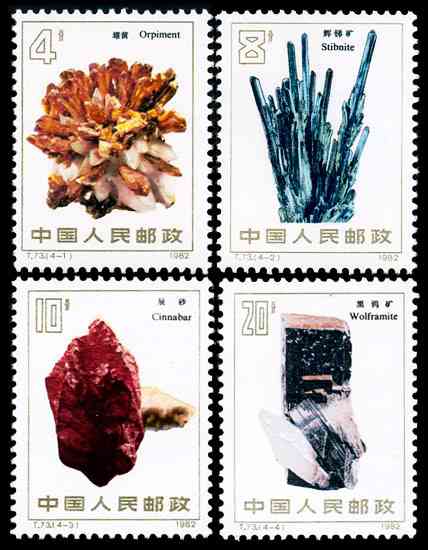 4分 雌黄 Orpiment
中国人民邮政
T.73.(4-1) 1982
8分 辉锑矿
Stibnite
中国人民邮政
T.73.(4-2) 1982
10分 辰砂
Cinnabar
中国人民邮政
T.73.(4-3) 1982
20分 黑钨矿
Wolframite
中国人民邮政
T.73.(4-4) 1982